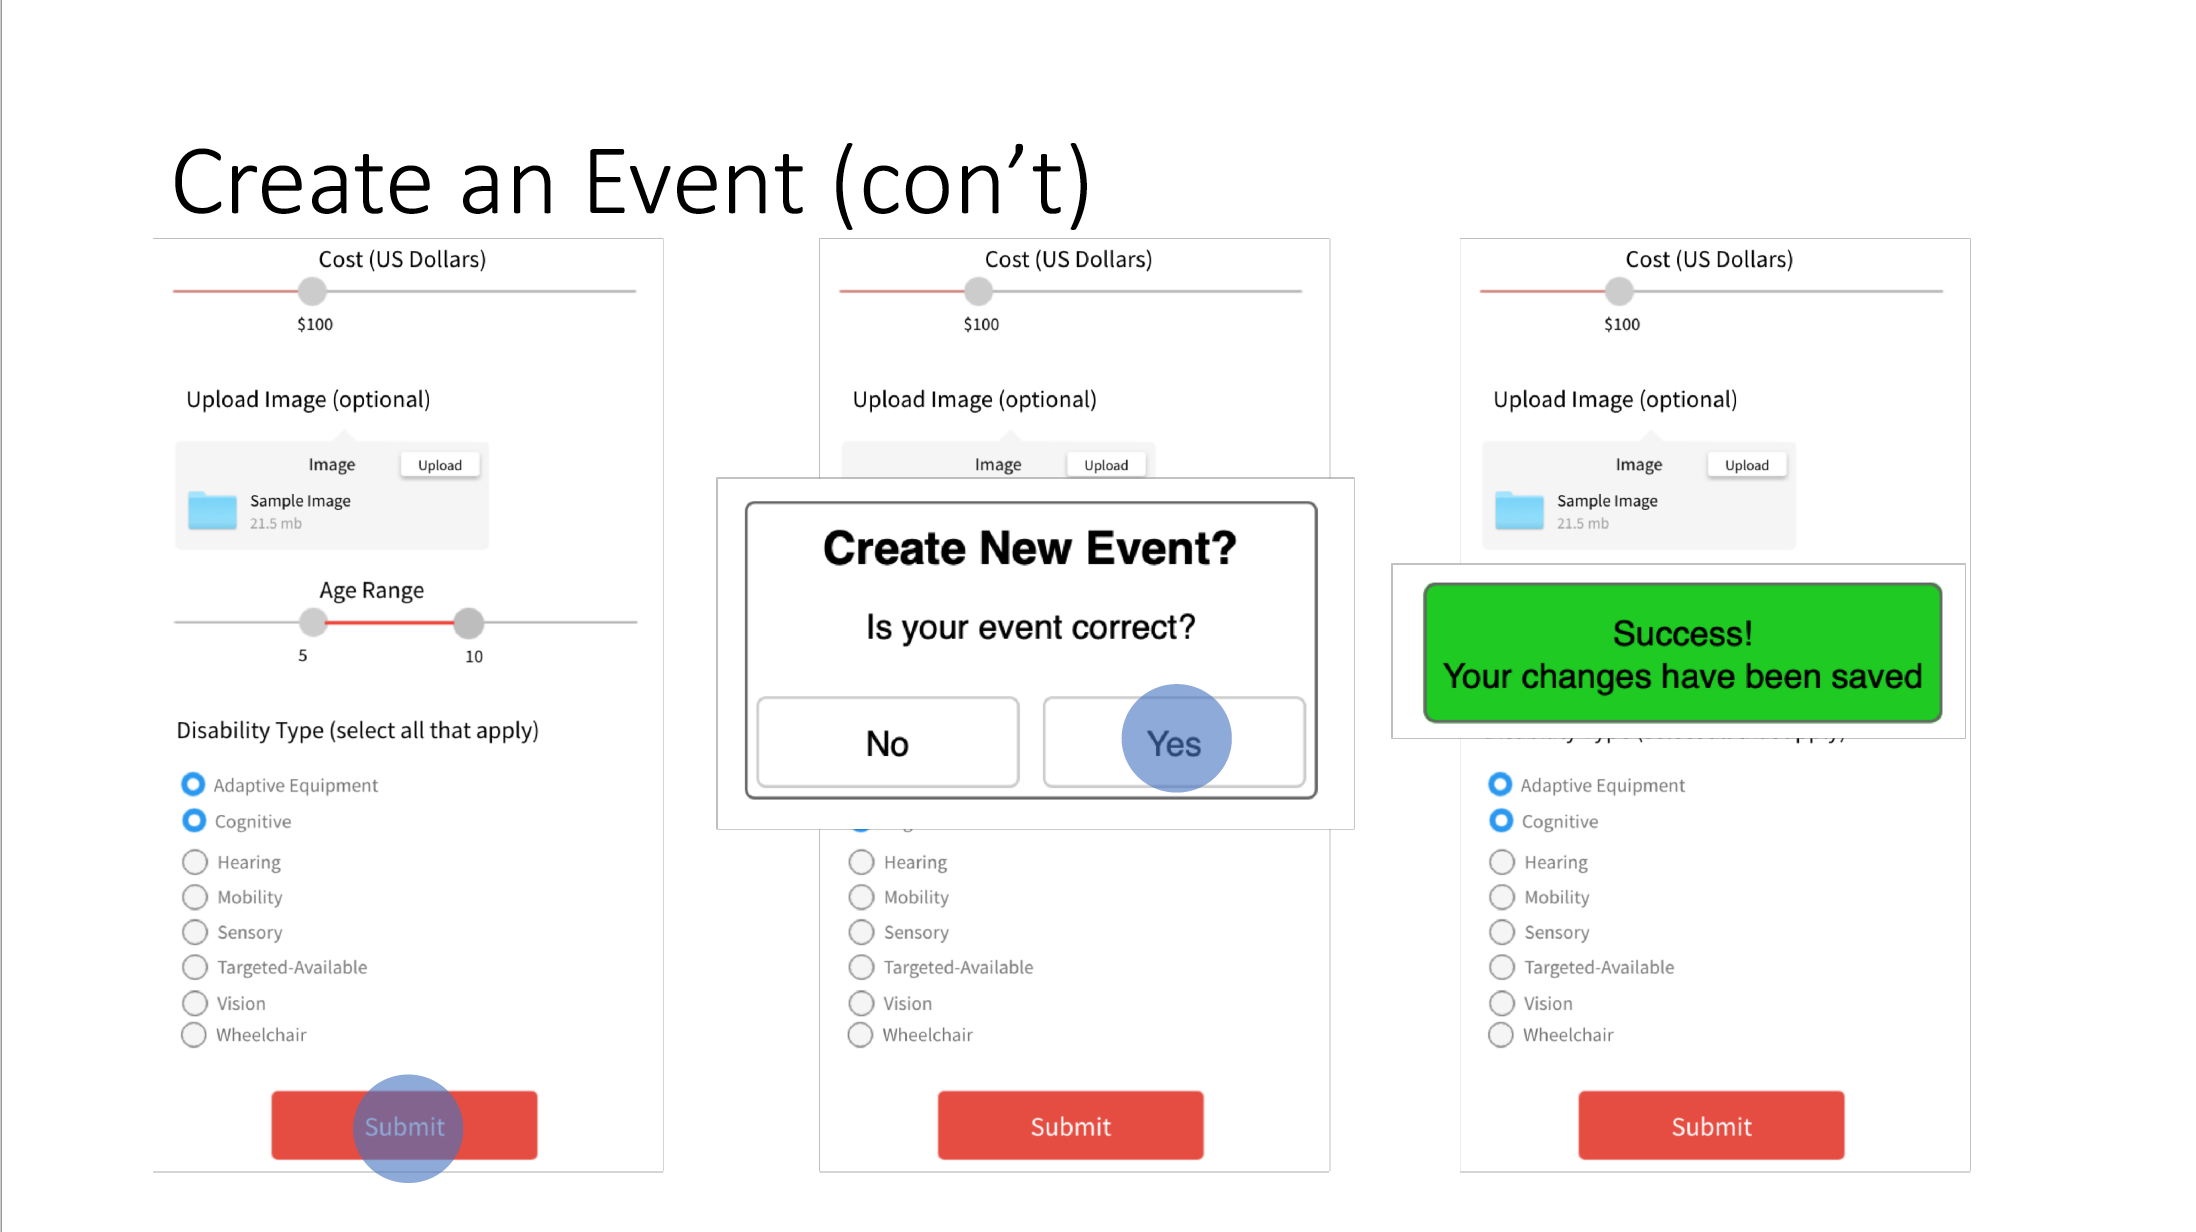 Create an Event (con’t)
Cost (US Dollars)
$100
Upload Image (optional)
Image
Upload
Sample Image
21.5 mb
Age Range
5
10
Disability Type (select all that apply)
Adaptive Equipment
Cognitive
Hearing
Mobility
Sensory
Targeted-Available
Vision
Wheelchair
Submit
Cost (US Dollars)
$100
Upload Image (optional)
Image
Upload
Create New Event?
Is your event correct?
No
Yes
Hearing
Mobility
Sensory
Targeted-Available
Vision
Wheelchair
Submit
Cost (US Dollars)
$100
Upload Image (optional)
Image
Upload
Sample Image
21.5 mb
Success!
Your changes have been saved
Adaptive Equipment
Cognitive
Hearing
Mobility
Sensory
Targeted-Available
Vision
Wheelchair
Submit